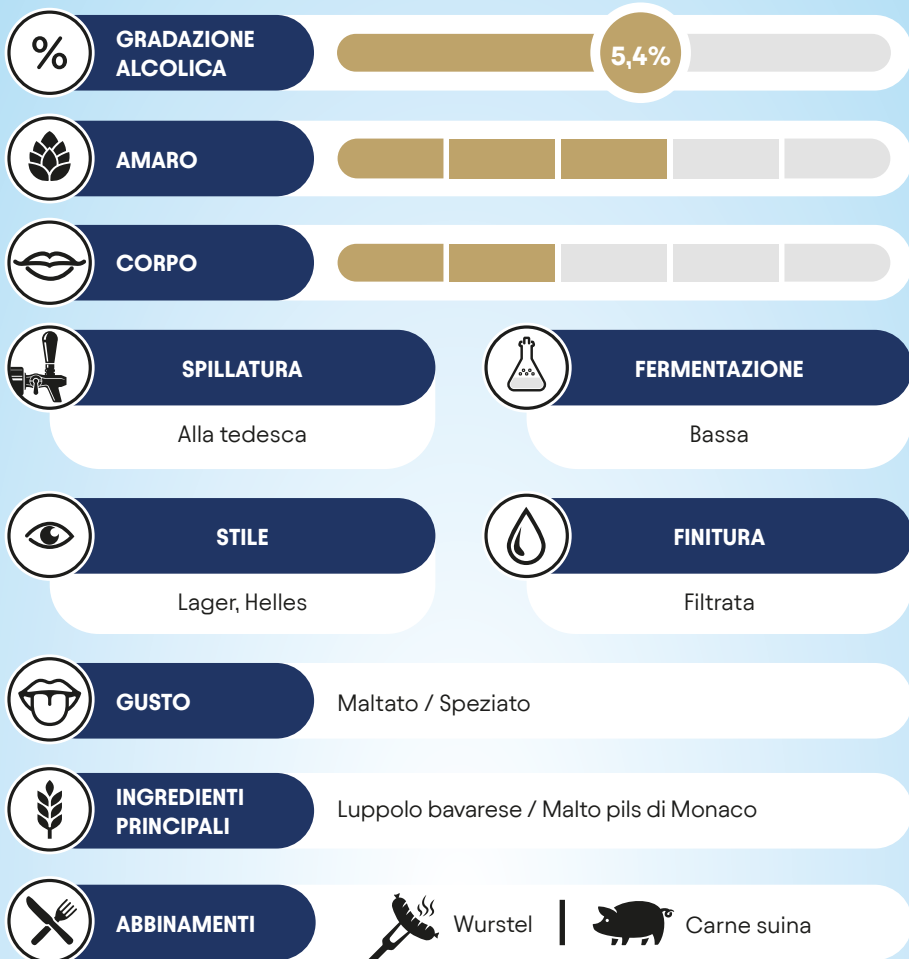 %
GRADAZIONE
ALCOLICA
5,4%
AMARO
CORPO
SPILLATURA
Alla tedesca
FERMENTAZIONE
Bassa
STILE
Lager, Helles
FINITURA
Filtrata
GUSTO
Maltato / Speziato
INGREDIENTI
PRINCIPALI
Luppolo bavarese / Malto pils di Monaco
ABBINAMENTI
Wurstel
Carne suina